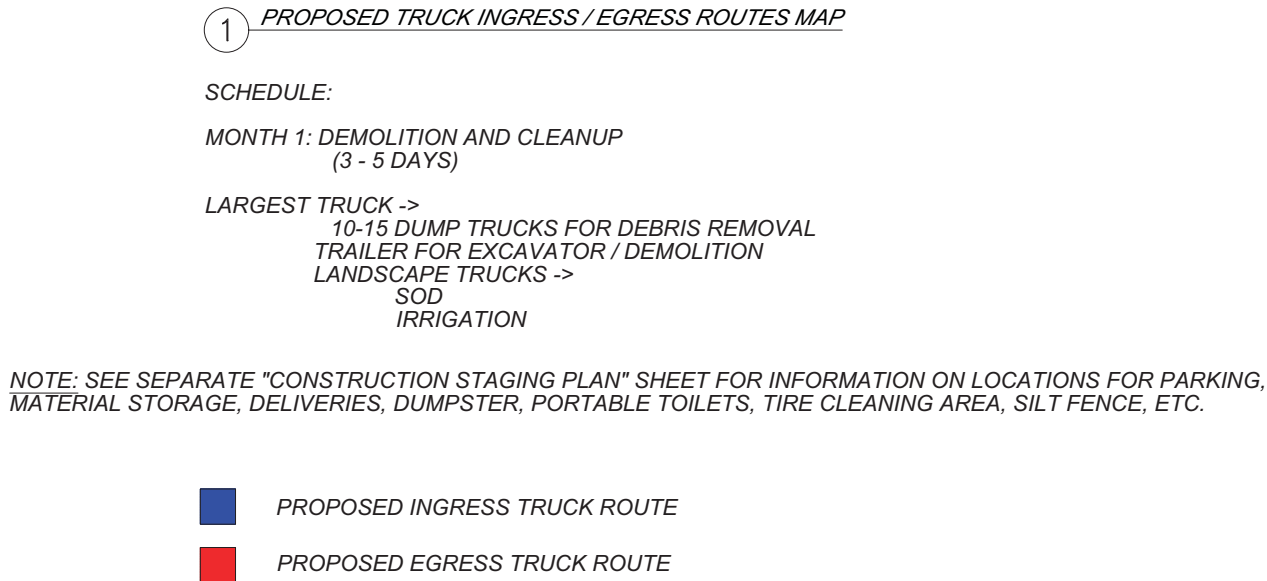 1 PROPOSED TRUCK INGRESS / EGRESS ROUTES MAP
SCHEDULE:
MONTH 1: DEMOLITION AND CLEANUP
(3 - 5 DAYS)
LARGEST TRUCK ->
10-15 DUMP TRUCKS FOR DEBRIS REMOVAL
TRAILER FOR EXCAVATOR / DEMOLITION
LANDSCAPE TRUCKS ->
SOD
IRRIGATION
NOTE: SEE SEPARATE "CONSTRUCTION STAGING PLAN" SHEET FOR INFORMATION ON LOCATIONS FOR PARKING,
MATERIAL STORAGE, DELIVERIES, DUMPSTER, PORTABLE TOILETS, TIRE CLEANING AREA, SILT FENCE, ETC.
PROPOSED INGRESS TRUCK ROUTE
PROPOSED EGRESS TRUCK ROUTE